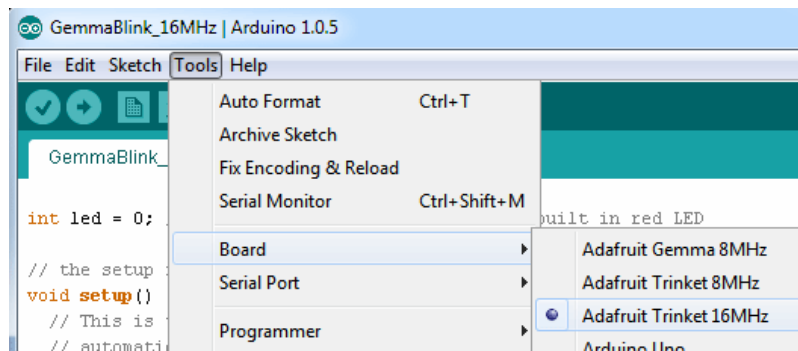 GemmaBlink_16MHz | Arduino 1.0.5
File Edit Sketch Tools Help
Auto Format Ctrl+T
Archive Sketch
GemmaBlink_
Fix Encoding & Reload
Serial Monitor Ctrl+Shift+M
int led = 0; built in red LED
Board Adafruit Gemma 8MHz
// the setup
Serial Port Adafruit Trinket 8MHz
void setup()
Adafruit Trinket 16MHz
// This is
Programmer
// automati
Arduino Uno